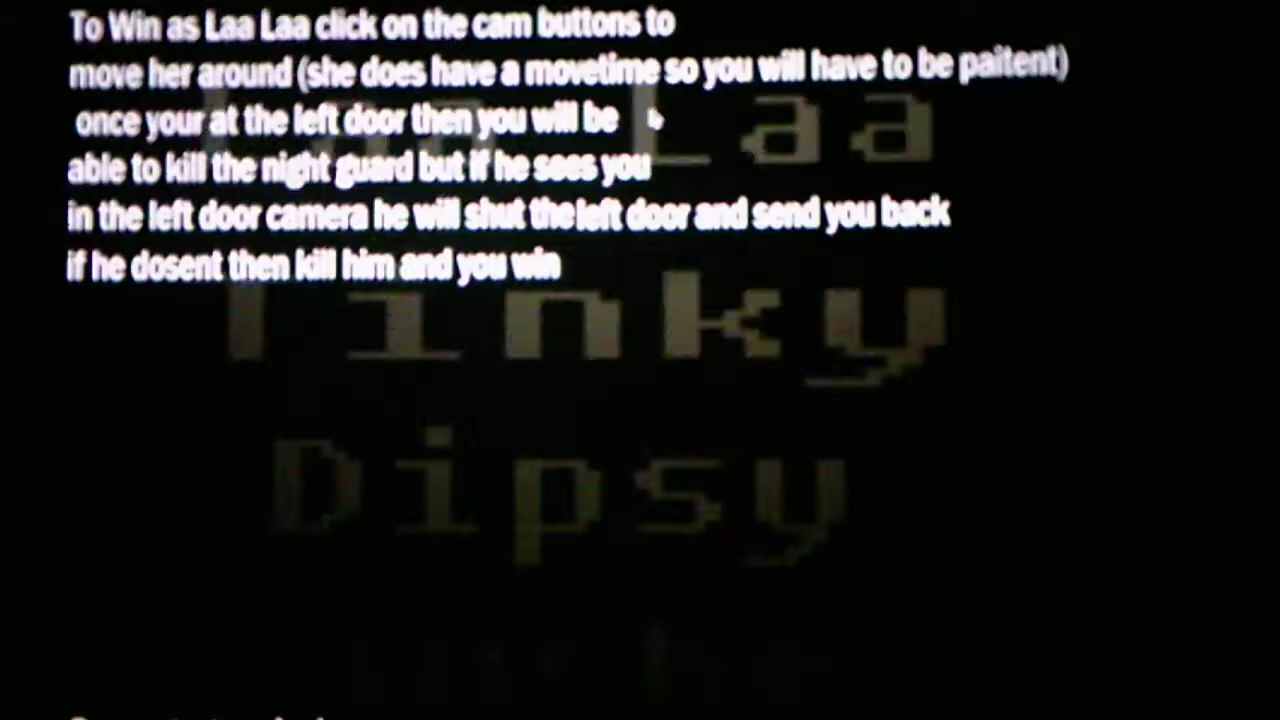 To Win as Laa Laa click on the cam buttons to
move her around (she does have a movetime so you will have to be paitent)
once your at the left door then you will be
able to kill the night guard but if he sees you
in the left door camera he will shut the left door and send you back
if he dosent then kill him and you win
Laa Laa
Tinky
Dipsy